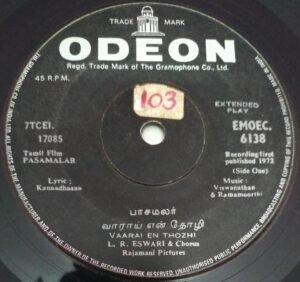 TRADE MARK
ODEON
Regd. Trade Mark of the Gramophone Co., Ltd.
45 R.P.M.
103
EXTENDED
PLAY
7TCEI.
17085
EMOEC.
6138
Tamil Film
PASAMALAR
Recording first
published 1972
(Side One)
Lyric:
Kannadhasan
Music:
Viswanathan
& Ramamoorthi
பாசமலர்
வாராய் என் தோழி
VAARAI EN THOZHI
L. R. ESWARI & Chorus
Rajamani Pictures